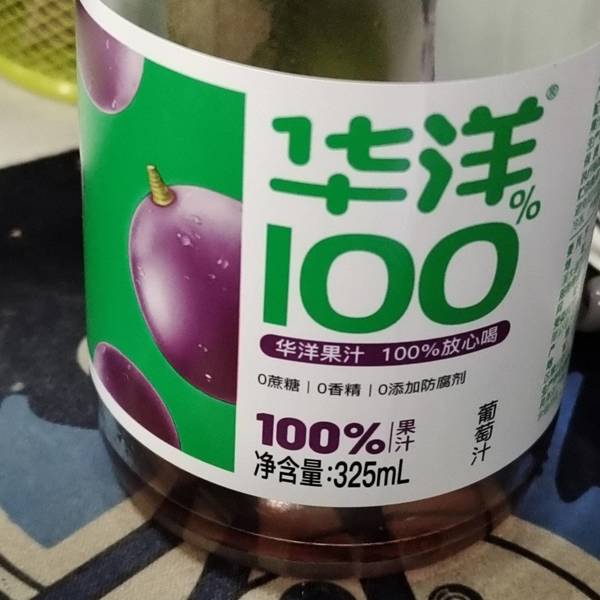 华洋®
100%
华洋果汁 100%放心喝
0蔗糖 | 0香精 | 0添加防腐剂
100% 果汁
葡萄汁
净含量:325mL